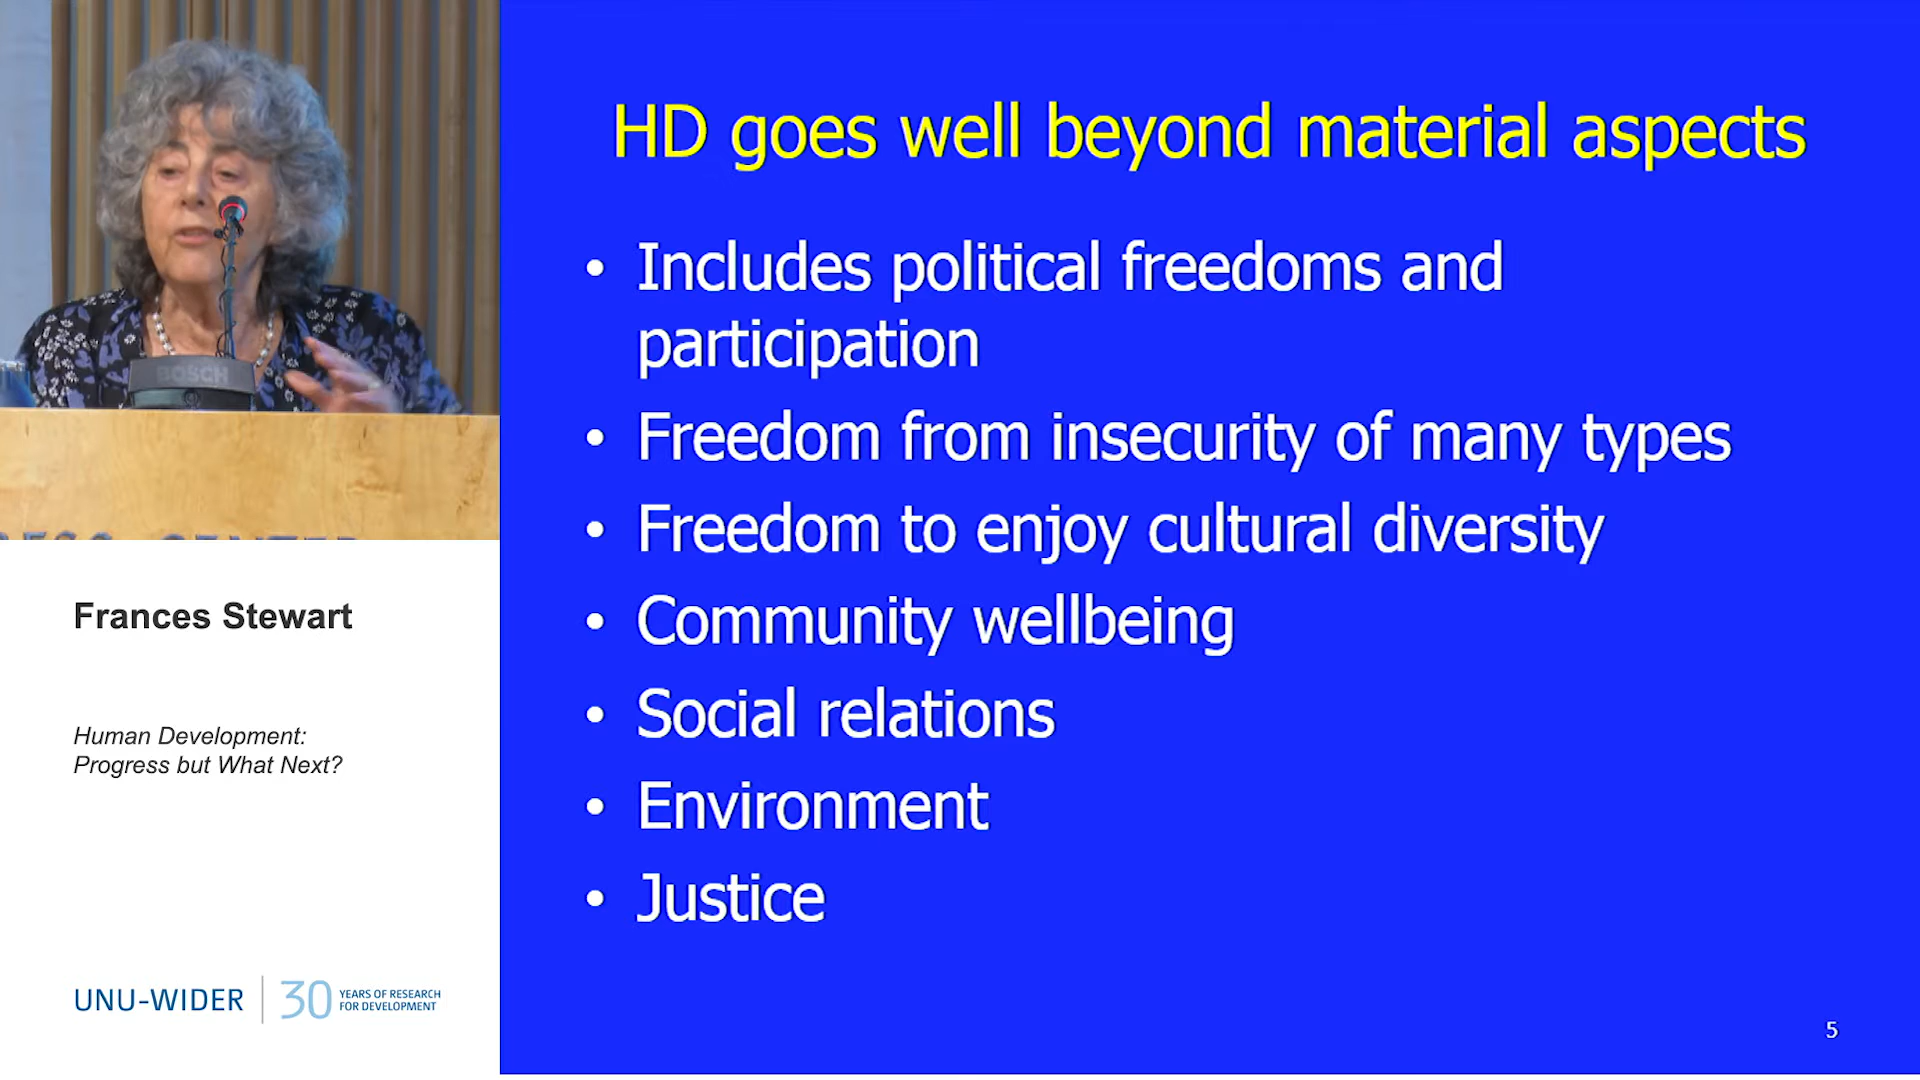 HD goes well beyond material aspects
• Includes political freedoms and
participation
• Freedom from insecurity of many types
• Freedom to enjoy cultural diversity
• Community wellbeing
• Social relations
• Environment
• Justice
5
BOSCH
Frances Stewart
Human Development:
Progress but What Next?
UNU-WIDER
30 YEARS OF RESEARCH
FOR DEVELOPMENT